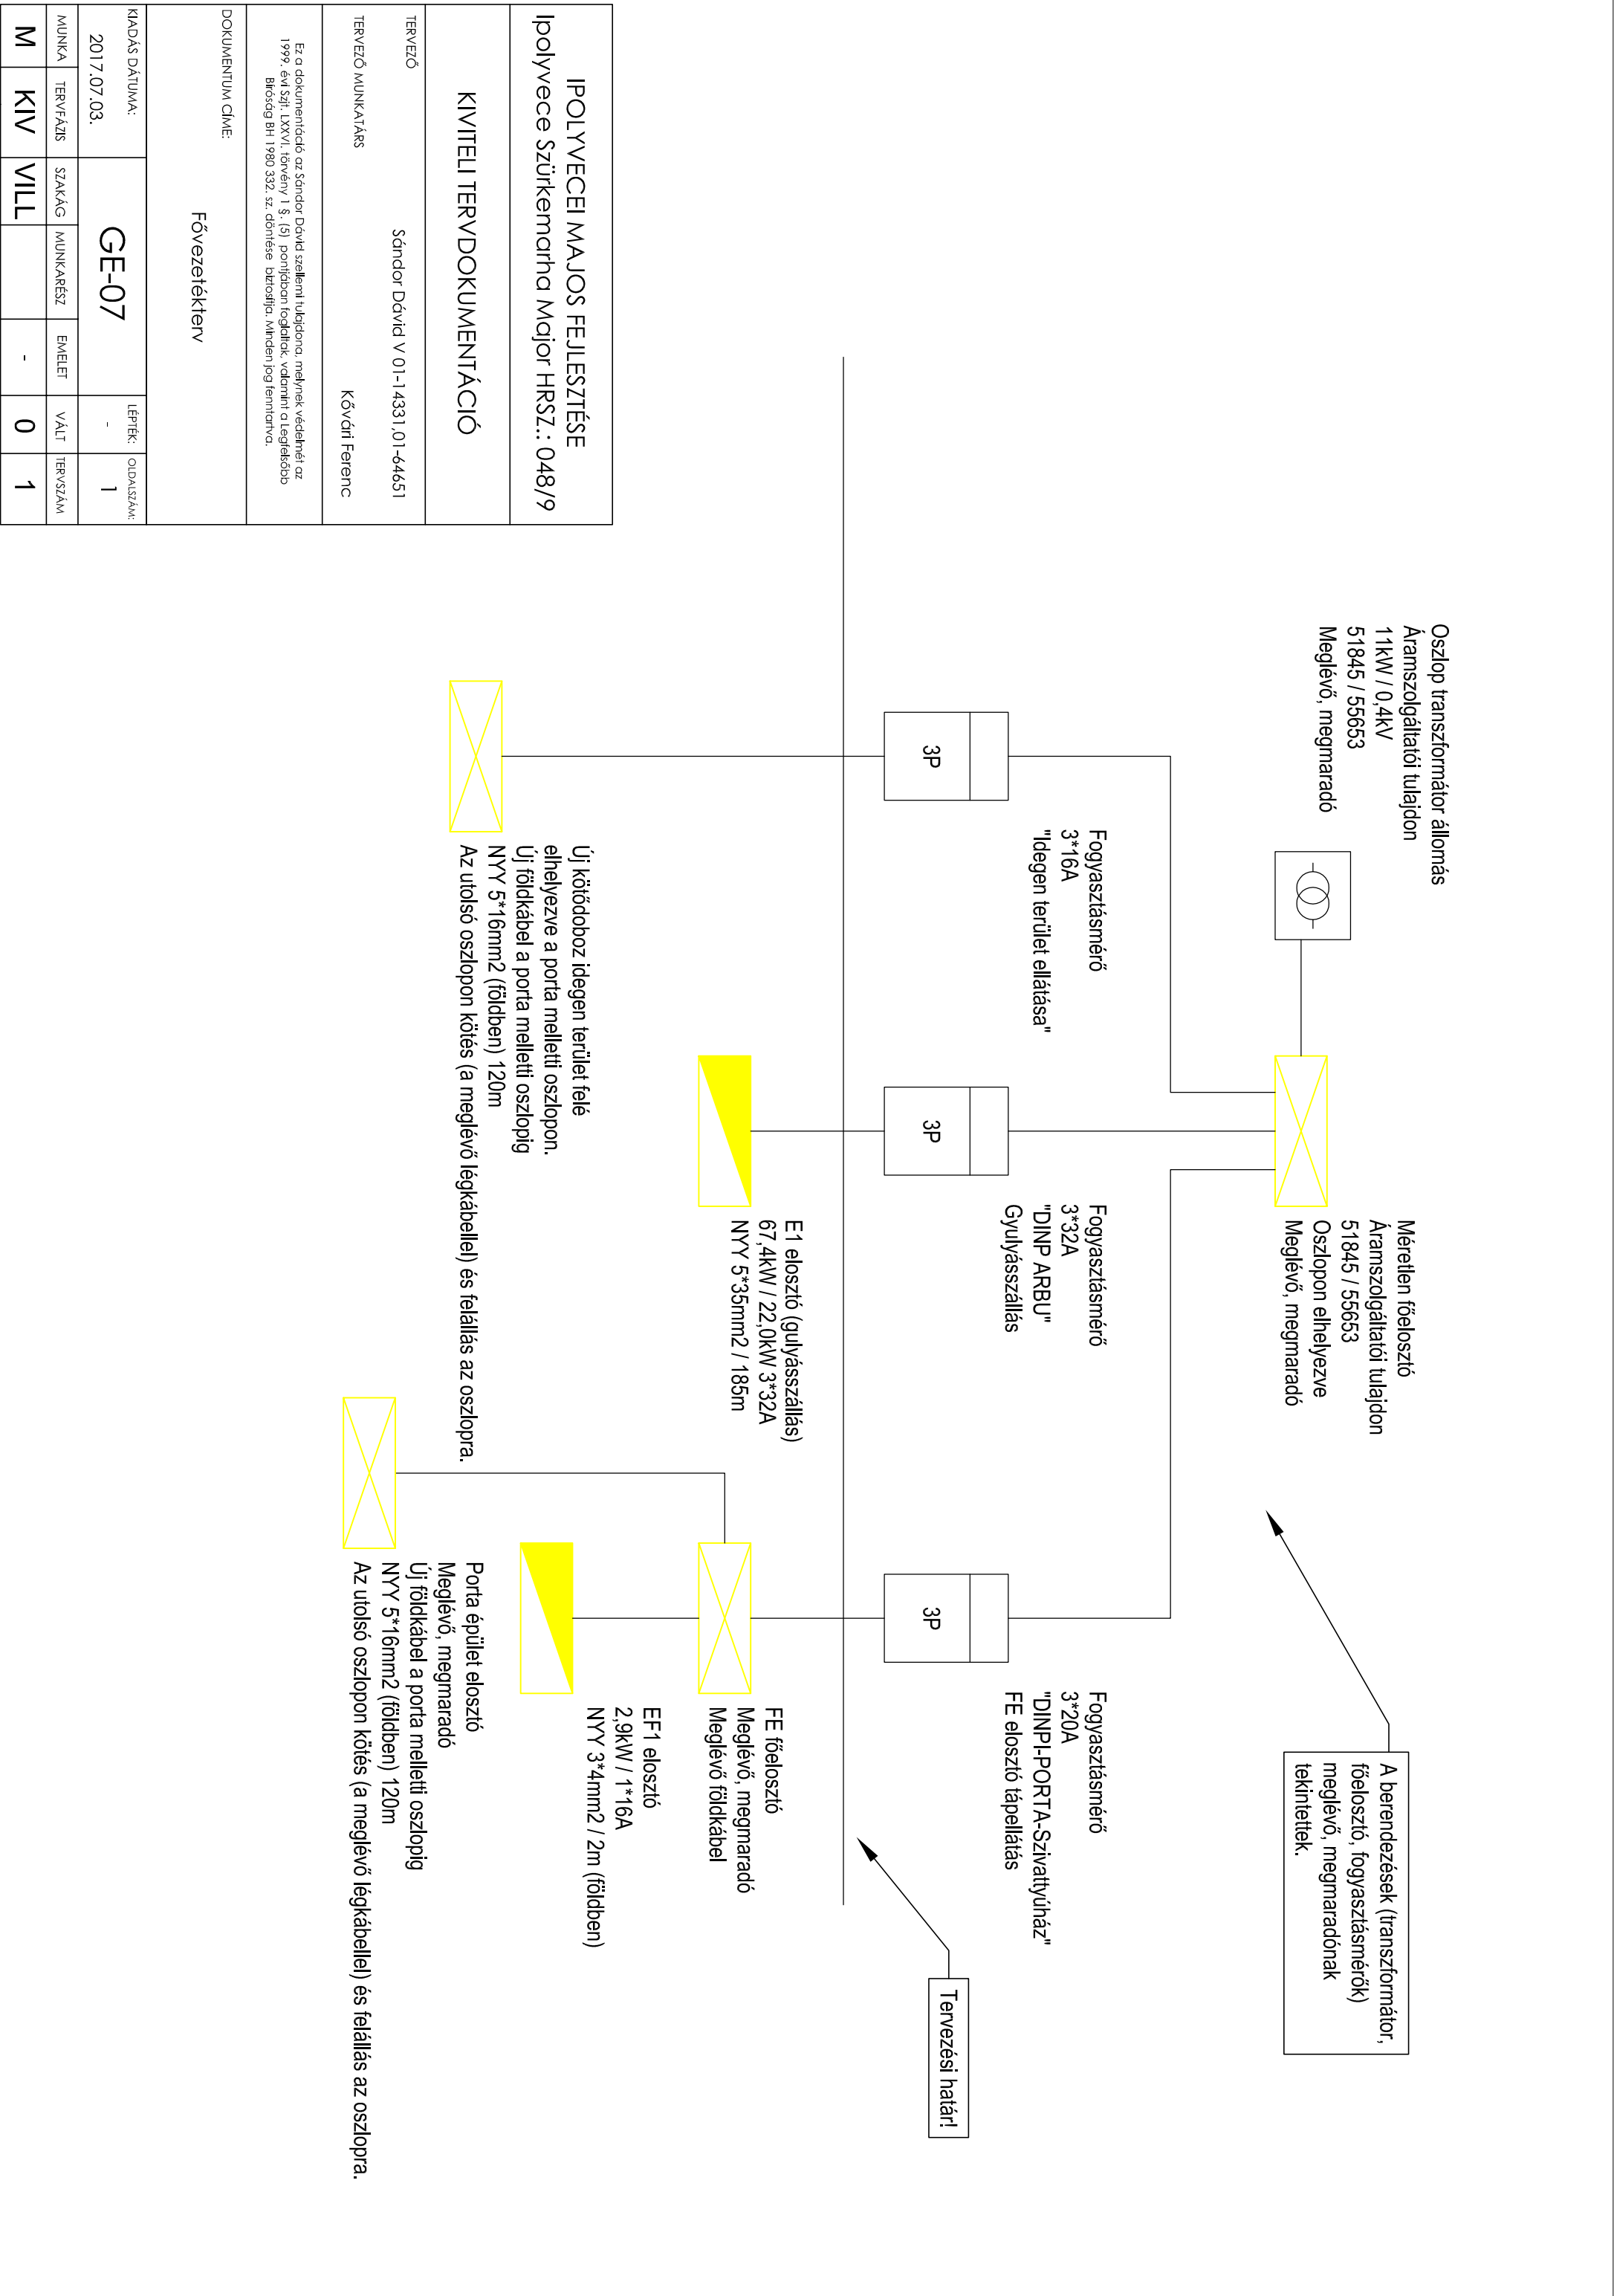 Oszlop transzformátor állomás
Áramszolgáltatói tulajdon
11kW / 0,4kV
51845 / 55653
Meglévő, megmaradó
Méretlen főelosztó
Áramszolgáltatói tulajdon
51845 / 55653
Oszlopon elhelyezve
Meglévő, megmaradó
A berendezések (transzformátor,
főelosztó, fogyasztásmérők)
meglévő, megmaradónak
tekintettek.
Fogyasztásmérő
3*16A
"Idegen terület ellátása"
Fogyasztásmérő
3*32A
"DINP ARBU"
Gyulyásszállás
Fogyasztásmérő
3*20A
"DINPI-PORTA-Szivattyúház"
FE elosztó tápellátás
3P
3P
3P
Tervezési határ!
E1 elosztó (gulyásszállás)
67,4kW / 22,0kW 3*32A
NYY 5*35mm2 / 185m
FE főelosztó
Meglévő, megmaradó
Meglévő földkábel
EF1 elosztó
2,9kW / 1*16A
NYY 3*4mm2 / 2m (földben)
Új kötődoboz idegen terület felé
elhelyezve a porta melletti oszlopon.
Új földkábel a porta melletti oszlopig
NYY 5*16mm2 (földben) 120m
Az utolsó oszlopon kötés (a meglévő légkábellel) és felállás az oszlopra.
Porta épület elosztó
Meglévő, megmaradó
Új földkábel a porta melletti oszlopig
NYY 5*16mm2 (földben) 120m
Az utolsó oszlopon kötés (a meglévő légkábellel) és felállás az oszlopra.
IPOLYVECEI MAJOS FEJLESZTÉSE
Ipolyvece Szürkemarha Major HRSZ.: 048/9
KIVITELI TERVDOKUMENTÁCIÓ
TERVEZŐ
Sándor Dávid V 01-14331,01-64651
TERVEZŐ MUNKATÁRS
Kővári Ferenc
Ez a dokumentáció az Sándor Dávid szellemi tulajdona, melynek védelmét az
1999. évi Szjt. LXXVI. törvény 1 §. (5) pontjában foglaltak, valamint a Legfelsőbb
Bíróság BH 1980 332. sz. döntése biztosítja. Minden jog fenntartva.
DOKUMENTUM CÍME:
Fővezetékterv
KIADÁS DÁTUMA:
2017.07.03.
GE-07
LÉPTÉK:
-
OLDALSZÁM:
1
MUNKA TERVFÁZIS SZAKÁG MUNKARÉSZ EMELET VÁLT TERVSZÁM
M KIV VILL - 0 1